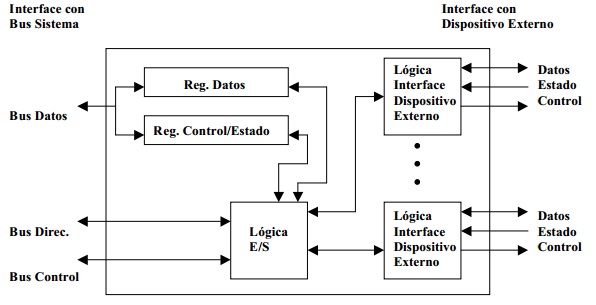 Interface con
Bus Sistema
Interface con
Dispositivo Externo
Reg. Datos
Bus Datos
Reg. Control/Estado
Lógica
Interface
Dispositivo
Externo
Datos
Estado
Control
Bus Direc.
Bus Control
Lógica
E/S
Lógica
Interface
Dispositivo
Externo
Datos
Estado
Control